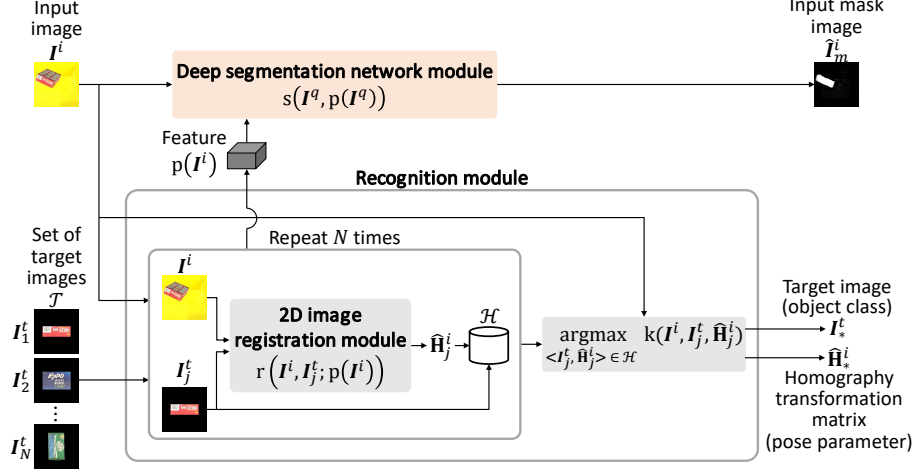 Input
image
I^i
Input mask
image
Î^i_m
Deep segmentation network module
s(I^q, p(I^q))
Feature
p(I^i)
Recognition module
Repeat N times
Set of
target
images
𝒯
I^t_1
I^t_2
⋮
I^t_N
EXPO
I^i
I^t_j
2D image
registration module
r(I^i, I^t_j; p(I^i))
Ĥ^i_j
ℋ
argmax k(I^i, I^t_j, Ĥ^i_j)
<I^t_j, Ĥ^i_j> ∈ ℋ
Target image
(object class)
I^t_*
Ĥ^i_*
Homography
transformation
matrix
(pose parameter)